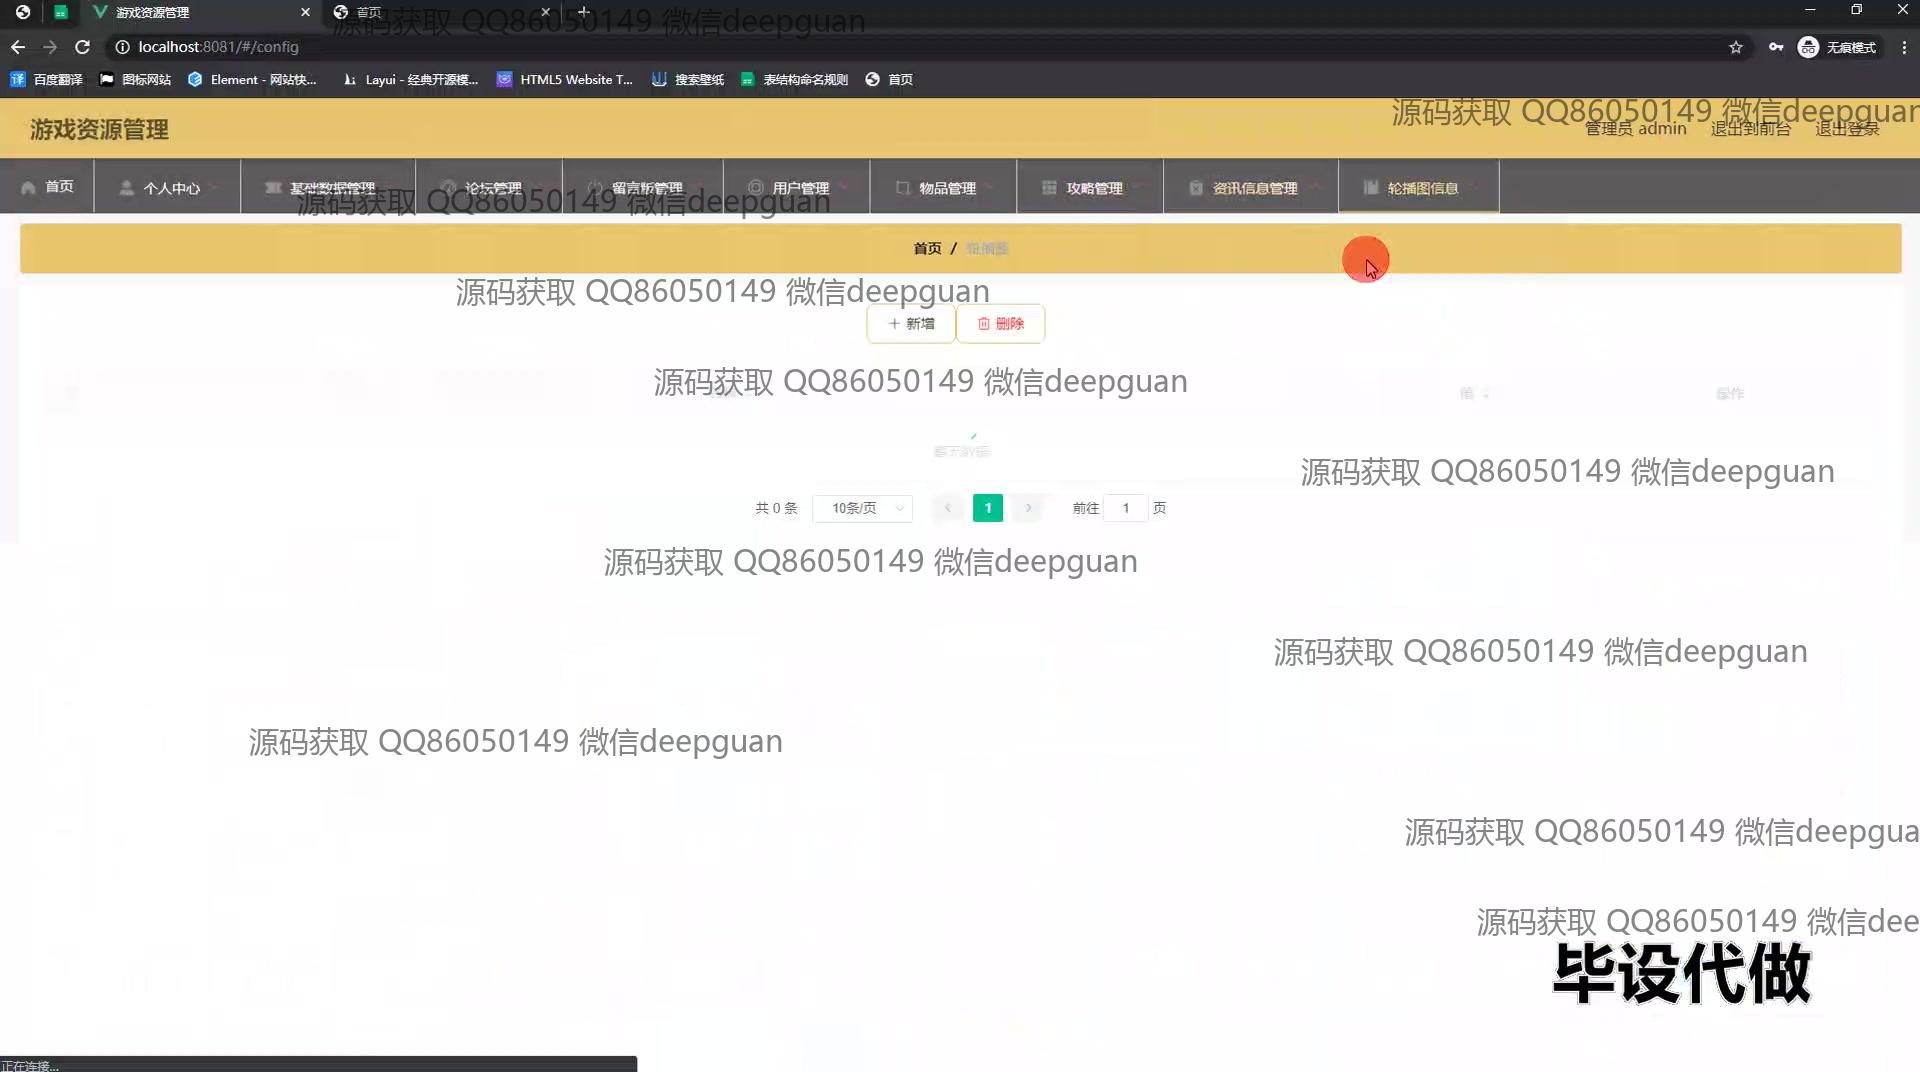 游戏资源管理
首页
源码获取 QQ86050149 微信deepguan
localhost:8081/#/config
无痕模式
百度翻译
图标网站
Element - 网站快...
Layui - 经典开源模...
HTML5 Website T...
搜索壁纸
表结构命名规则
首页
源码获取 QQ86050149 微信deepguan
游戏资源管理
管理员 admin
退出到前台
退出登录
首页
个人中心
基础数据管理
论坛管理
留言版管理
用户管理
物品管理
攻略管理
资讯信息管理
轮播图信息
源码获取 QQ86050149 微信deepguan
首页 / 轮播图
源码获取 QQ86050149 微信deepguan
新增
删除
源码获取 QQ86050149 微信deepguan
值
操作
暂无数据
源码获取 QQ86050149 微信deepguan
共 0 条
10条/页
1
前往 1 页
源码获取 QQ86050149 微信deepguan
源码获取 QQ86050149 微信deepguan
源码获取 QQ86050149 微信deepguan
源码获取 QQ86050149 微信deepgua
源码获取 QQ86050149 微信dee
毕设代做
正在连接...